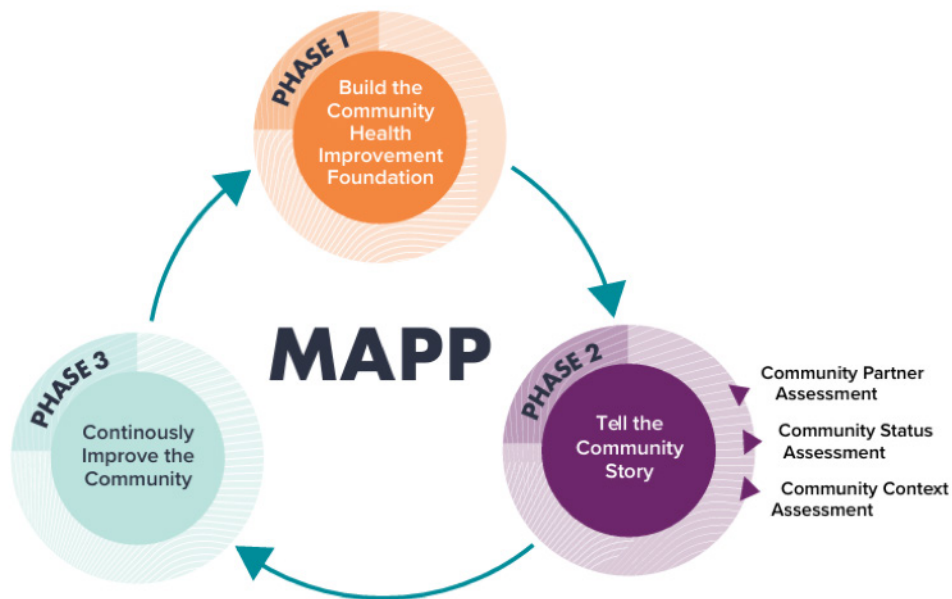 PHASE 1
Build the
Community
Health
Improvement
Foundation
MAPP
PHASE 2
Tell the
Community
Story
Community Partner
Assessment
Community Status
Assessment
Community Context
Assessment
PHASE 3
Continously
Improve the
Community